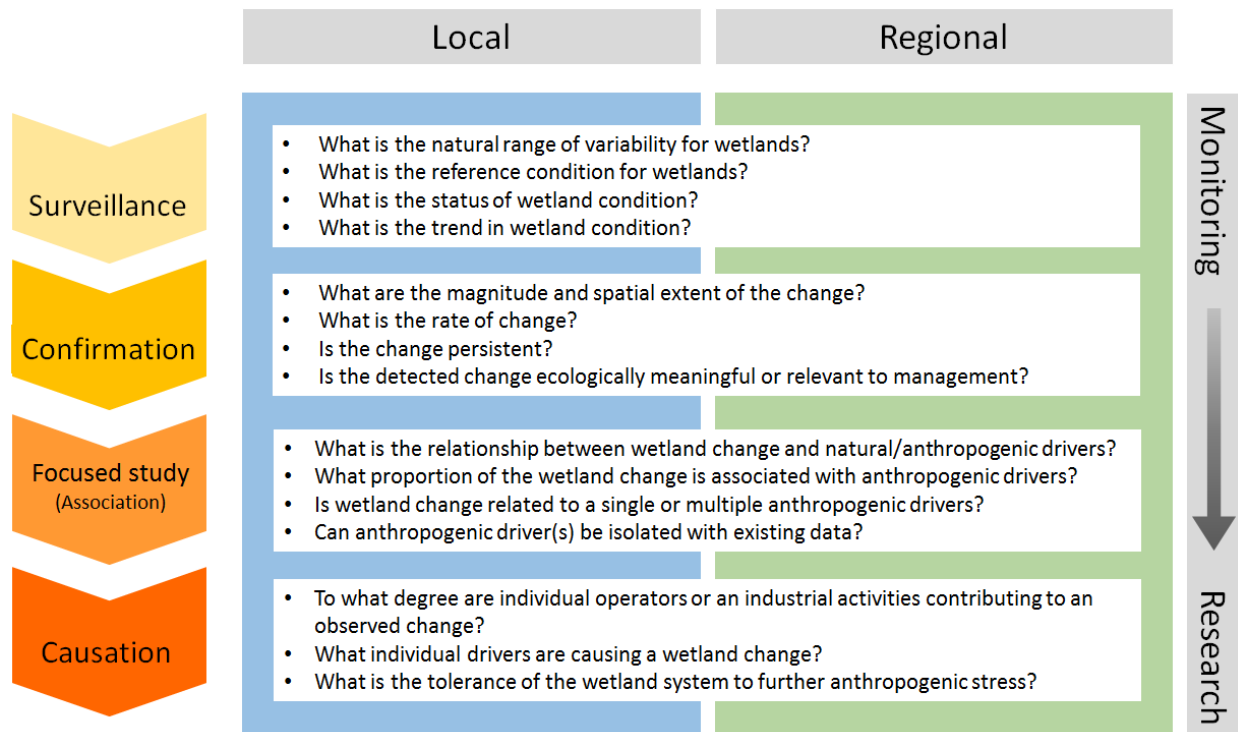 Local
Regional
Surveillance
• What is the natural range of variability for wetlands?
• What is the reference condition for wetlands?
• What is the status of wetland condition?
• What is the trend in wetland condition?
Monitoring
Confirmation
• What are the magnitude and spatial extent of the change?
• What is the rate of change?
• Is the change persistent?
• Is the detected change ecologically meaningful or relevant to management?
Focused study
(Association)
• What is the relationship between wetland change and natural/anthropogenic drivers?
• What proportion of the wetland change is associated with anthropogenic drivers?
• Is wetland change related to a single or multiple anthropogenic drivers?
• Can anthropogenic driver(s) be isolated with existing data?
Causation
• To what degree are individual operators or an industrial activities contributing to an
observed change?
• What individual drivers are causing a wetland change?
• What is the tolerance of the wetland system to further anthropogenic stress?
Research